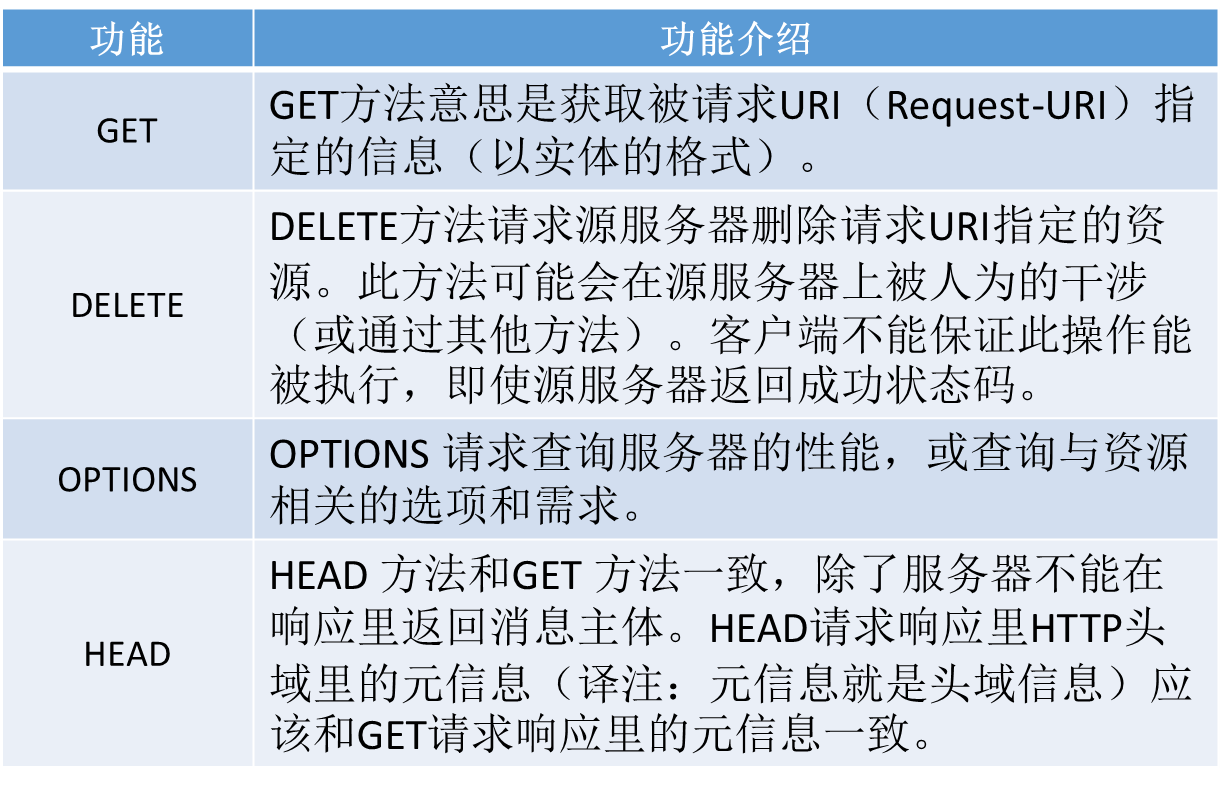 功能
功能介绍
GET
GET方法意思是获取被请求URI（Request-URI）指
定的信息（以实体的格式）。
DELETE
DELETE方法请求源服务器删除请求URI指定的资
源。此方法可能会在源服务器上被人为的干涉
（或通过其他方法）。客户端不能保证此操作能
被执行，即使源服务器返回成功状态码。
OPTIONS
OPTIONS 请求查询服务器的性能，或查询与资源
相关的选项和需求。
HEAD
HEAD 方法和GET 方法一致，除了服务器不能在
响应里返回消息主体。HEAD请求响应里HTTP头
域里的元信息（译注：元信息就是头域信息）应
该和GET请求响应里的元信息一致。